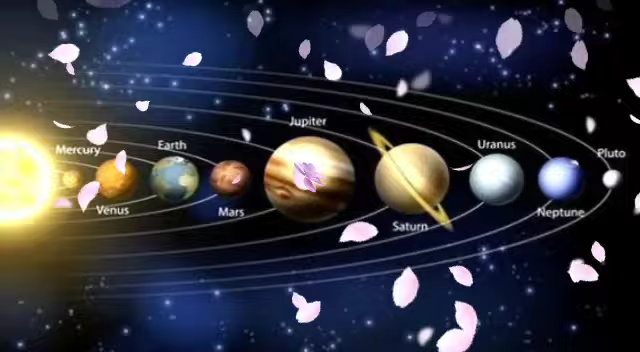 Mercury
Venus
Earth
Mars
Jupiter
Saturn
Uranus
Neptune
Pluto